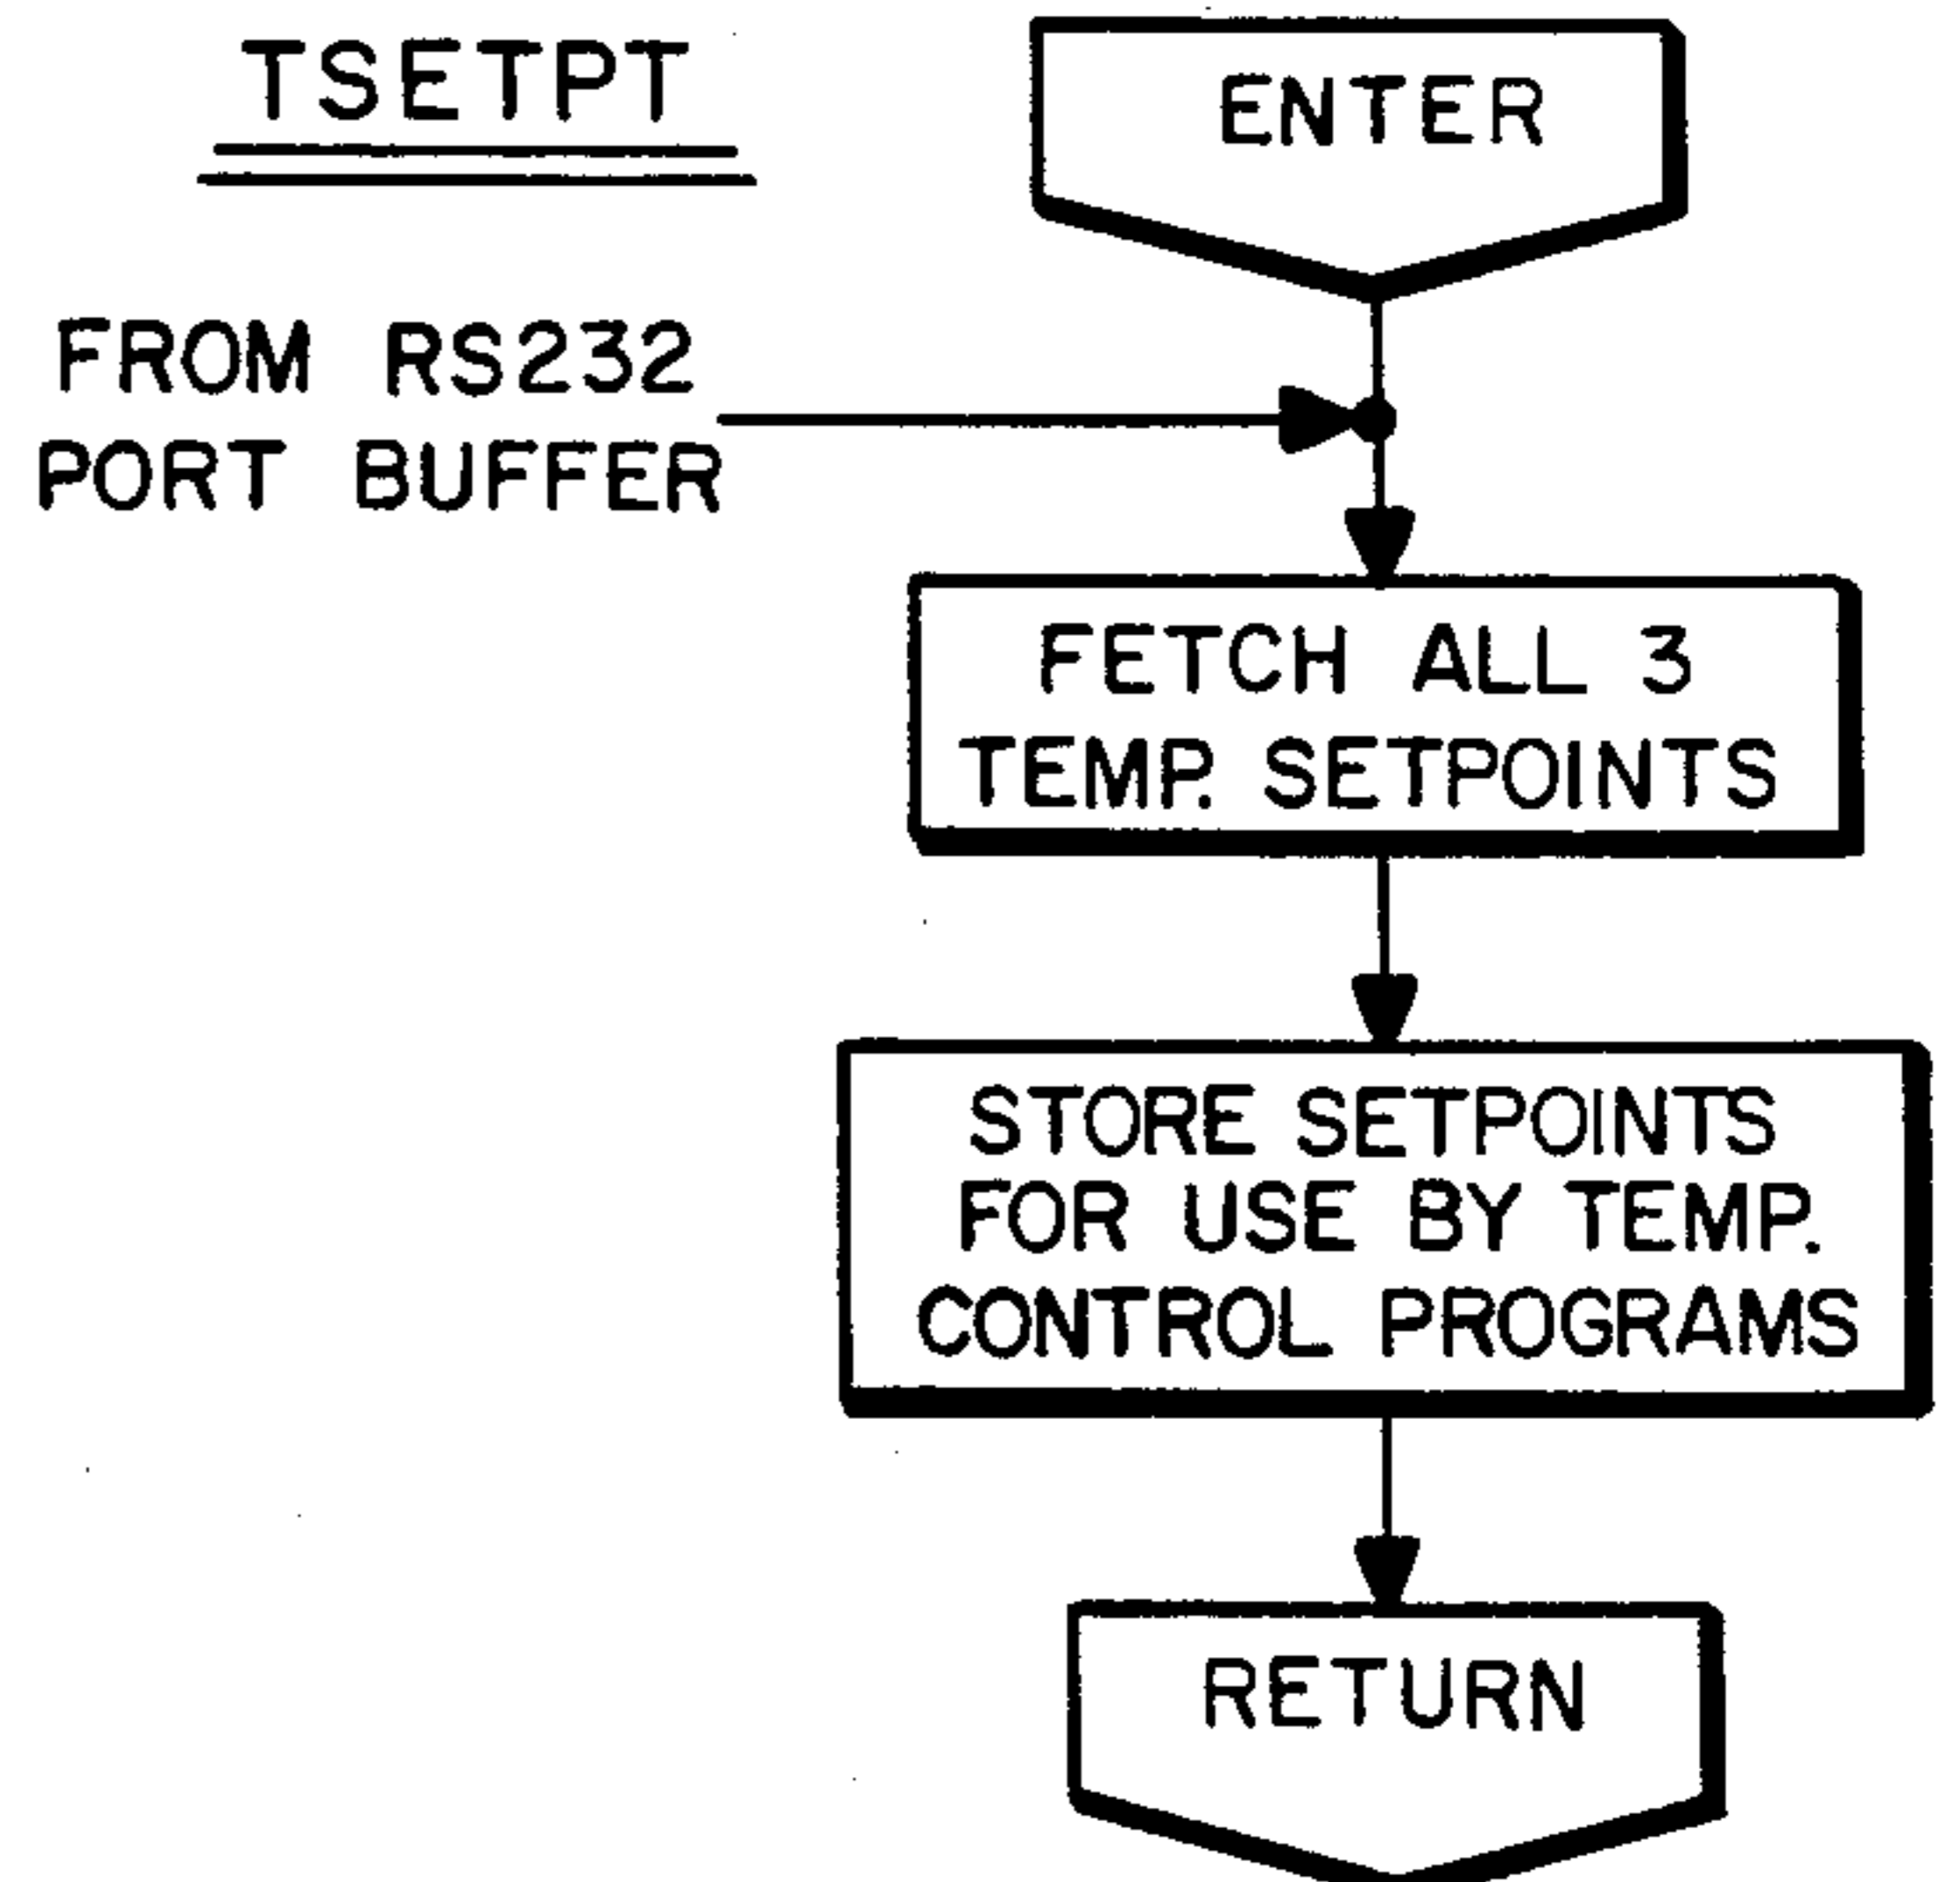 TSETPT
ENTER
FROM RS232
PORT BUFFER
FETCH ALL 3
TEMP. SETPOINTS
STORE SETPOINTS
FOR USE BY TEMP.
CONTROL PROGRAMS
RETURN